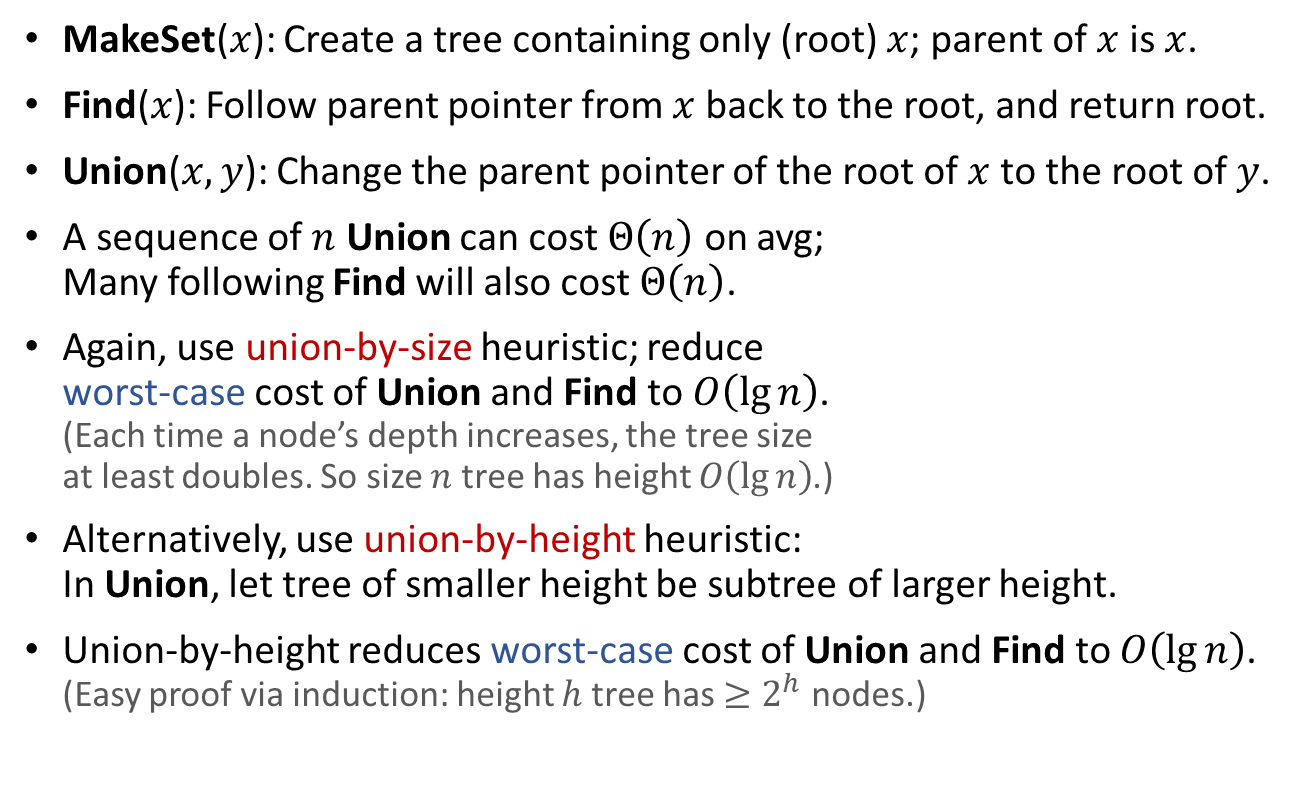 • MakeSet(𝑥): Create a tree containing only (root) 𝑥; parent of 𝑥 is 𝑥.
• Find(𝑥): Follow parent pointer from 𝑥 back to the root, and return root.
• Union(𝑥, 𝑦): Change the parent pointer of the root of 𝑥 to the root of 𝑦.
• A sequence of 𝑛 Union can cost Θ(𝑛) on avg;
Many following Find will also cost Θ(𝑛).
• Again, use union-by-size heuristic; reduce
worst-case cost of Union and Find to 𝑂(lg 𝑛).
(Each time a node’s depth increases, the tree size
at least doubles. So size 𝑛 tree has height 𝑂(lg 𝑛).)
• Alternatively, use union-by-height heuristic:
In Union, let tree of smaller height be subtree of larger height.
• Union-by-height reduces worst-case cost of Union and Find to 𝑂(lg 𝑛).
(Easy proof via induction: height ℎ tree has ≥ 2^ℎ nodes.)